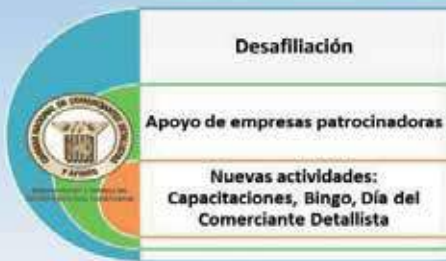 Desafiliación
Apoyo de empresas patrocinadoras
Nuevas actividades:
Capacitaciones, Bingo, Día del
Comerciante Detallista